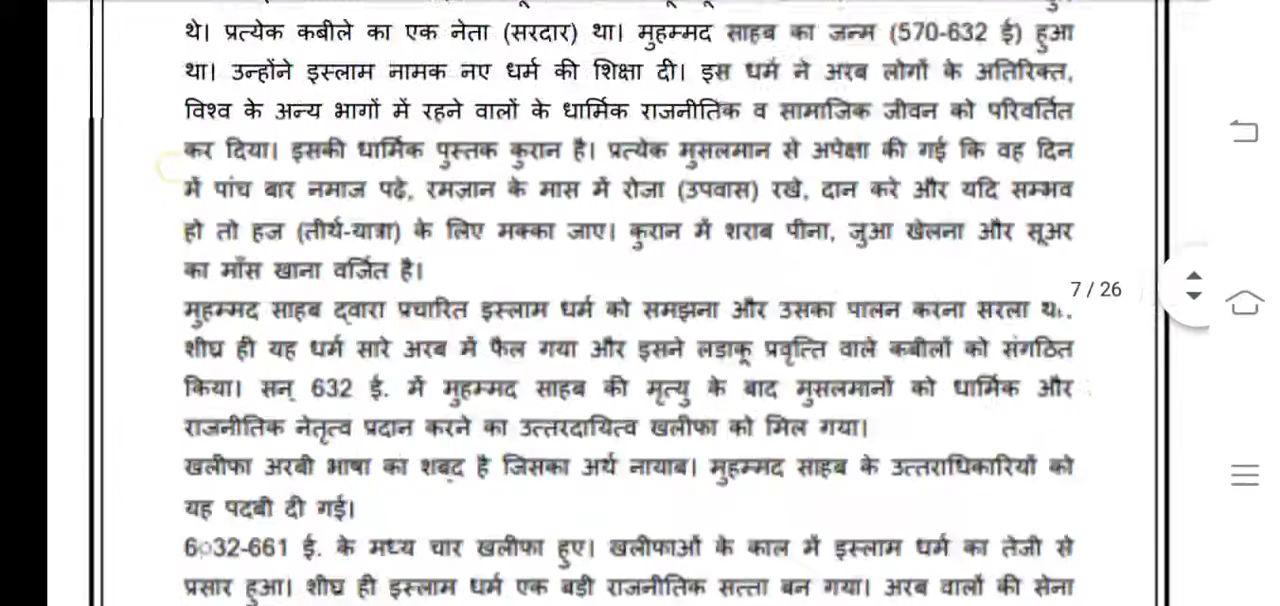 थे। प्रत्येक कबीले का एक नेता (सरदार) था। मुहम्मद साहब का जन्म (570-632 ई) हुआ
था। उन्होंने इस्लाम नामक नए धर्म की शिक्षा दी। इस धर्म ने अरब लोगों के अतिरिक्त,
विश्व के अन्य भागों में रहने वालों के धार्मिक राजनीतिक व सामाजिक जीवन को परिवर्तित
कर दिया। इसकी धार्मिक पुस्तक कुरान है। प्रत्येक मुसलमान से अपेक्षा की गई कि वह दिन
में पांच बार नमाज पढे, रमज़ान के मास में रोजा (उपवास) रखे, दान करे और यदि सम्भव
हो तो हज (तीर्थ-यात्रा) के लिए मक्का जाए। कुरान में शराब पीना, जुआ खेलना और सूअर
का माँस खाना वर्जित है।
7 / 26
मुहम्मद साहब द्वारा प्रचारित इस्लाम धर्म को समझना और उसका पालन करना सरला था.
शीघ्र ही यह धर्म सारे अरब में फैल गया और इसने लडाकू प्रवृत्ति वाले कबीलों को संगठित
किया। सन् 632 ई. में मुहम्मद साहब की मृत्यु के बाद मुसलमानों को धार्मिक और
राजनीतिक नेतृत्व प्रदान करने का उत्तरदायित्व खलीफा को मिल गया।
खलीफा अरबी भाषा का शब्द है जिसका अर्थ नायाब। मुहम्मद साहब के उत्तराधिकारियों को
यह पदबी दी गई।
632-661 ई. के मध्य चार खलीफा हुए। खलीफाओं के काल में इस्लाम धर्म का तेजी से
प्रसार हुआ। शीघ्र ही इस्लाम धर्म एक बडी राजनीतिक सत्ता बन गया। अरब वालों की सेना